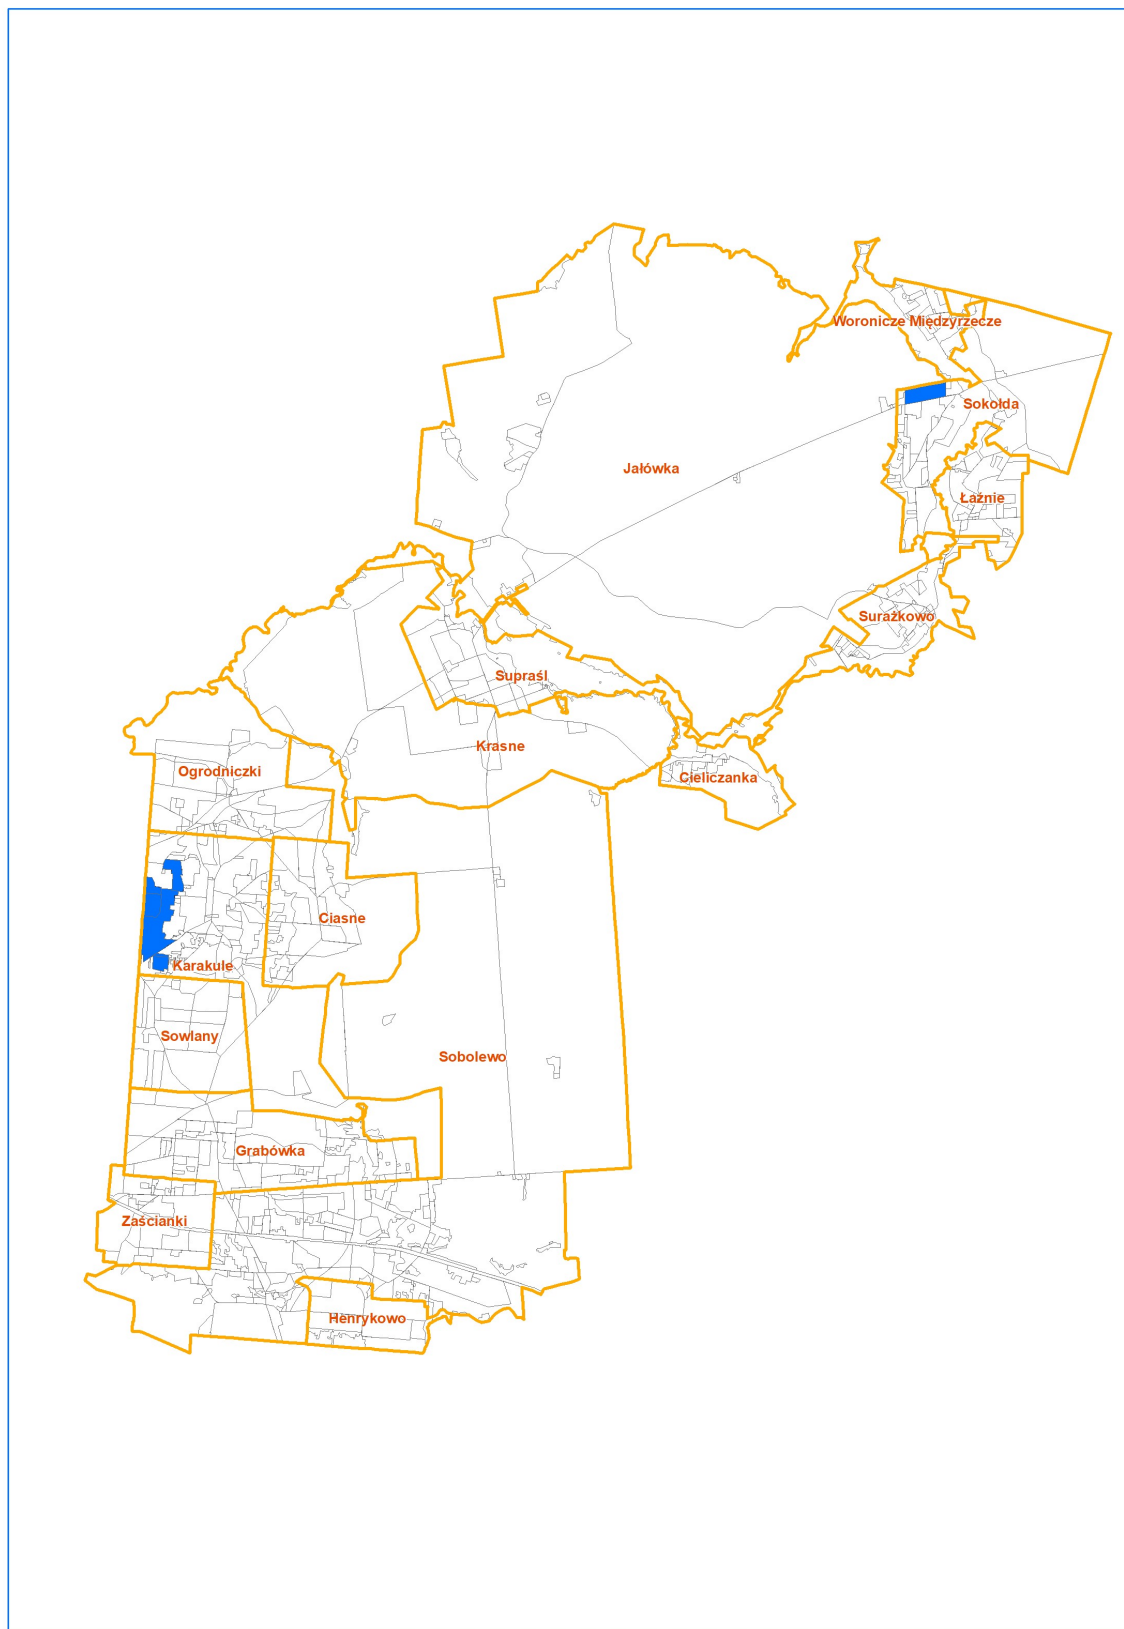 Woronicze Międzyrzecze
Sokołda
Jałówka
Łaźnie
Surażkowo
Supraśl
Krasne
Ogrodniczki
Cieliczanka
Ciasne
Karakule
Sowlany
Sobolewo
Grabówka
Zaścianki
Henrykowo